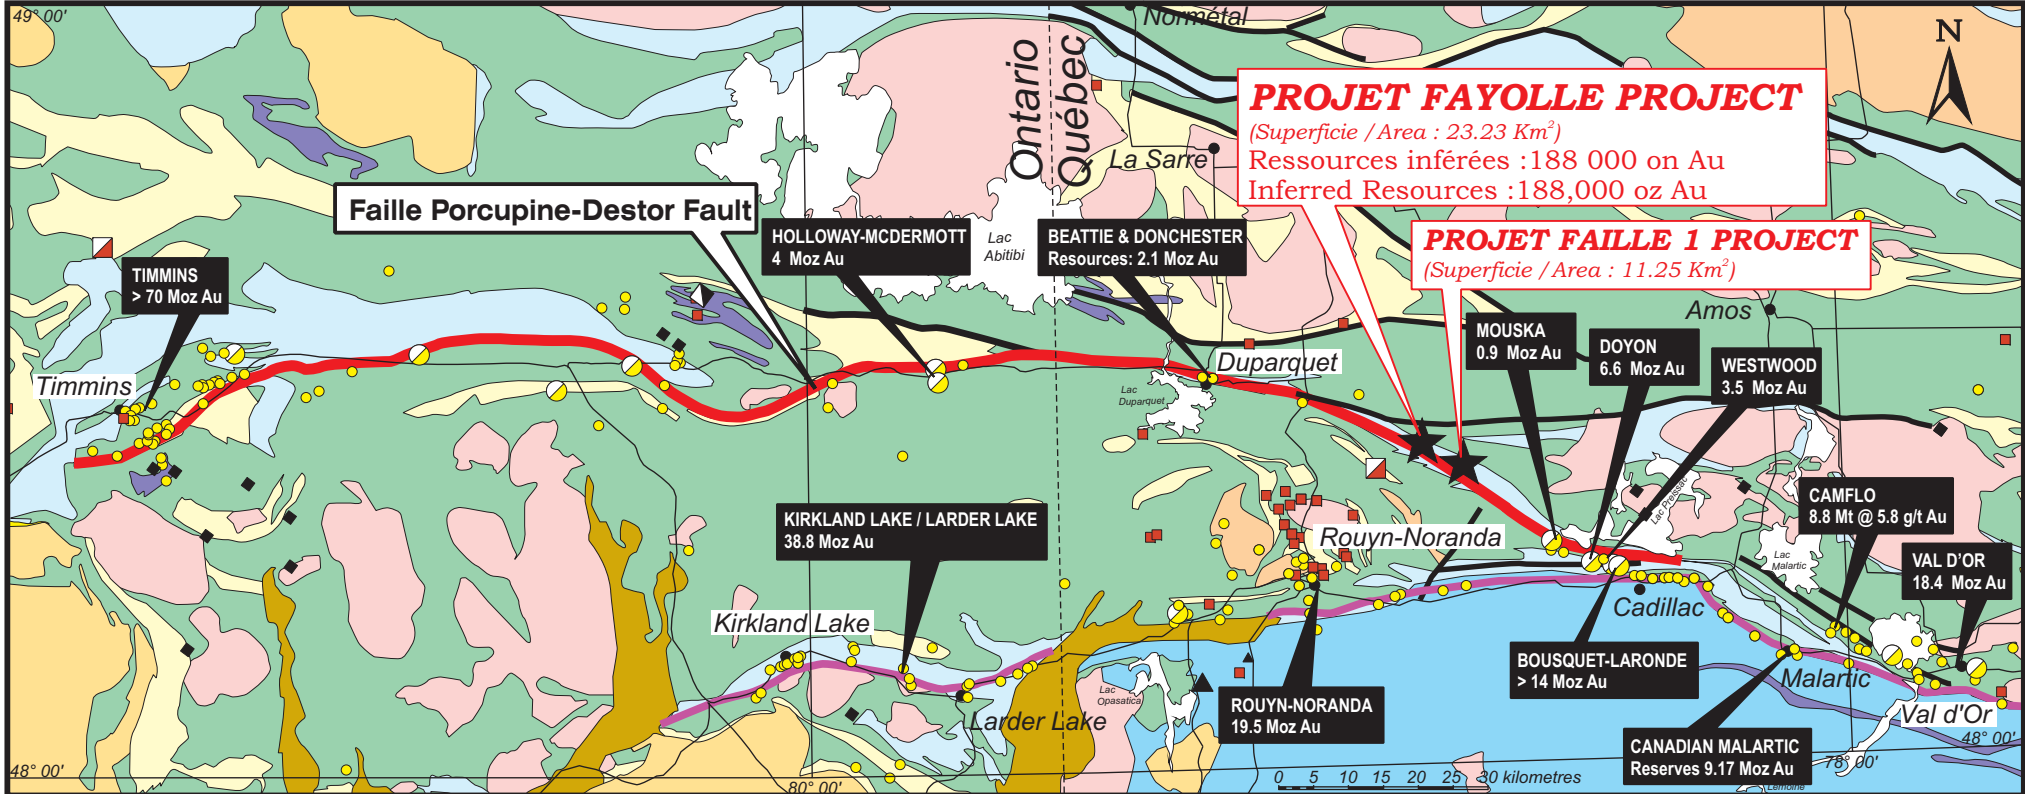 49° 00'
Normétal
N
Ontario
Québec
PROJET FAYOLLE PROJECT
(Superficie / Area : 23.23 Km²)
Ressources inférées :188 000 on Au
Inferred Resources :188,000 oz Au
La Sarre
Faille Porcupine-Destor Fault
HOLLOWAY-MCDERMOTT
4 Moz Au
Lac
Abitibi
BEATTIE & DONCHESTER
Resources: 2.1 Moz Au
PROJET FAILLE 1 PROJECT
(Superficie / Area : 11.25 Km²)
TIMMINS
> 70 Moz Au
Amos
MOUSKA
0.9 Moz Au
DOYON
6.6 Moz Au
WESTWOOD
3.5 Moz Au
Timmins
Duparquet
Lac
Duparquet
Lac Preissac
KIRKLAND LAKE / LARDER LAKE
38.8 Moz Au
Rouyn-Noranda
CAMFLO
8.8 Mt @ 5.8 g/t Au
Lac
Malartic
VAL D'OR
18.4 Moz Au
Kirkland Lake
Cadillac
BOUSQUET-LARONDE
> 14 Moz Au
Malartic
Lac
Opasatica
ROUYN-NORANDA
19.5 Moz Au
Larder Lake
Val d'Or
CANADIAN MALARTIC
Reserves 9.17 Moz Au
48° 00'
48° 00'
80° 00'
0 5 10 15 20 25 30 kilometres
78° 00'
Lemoine